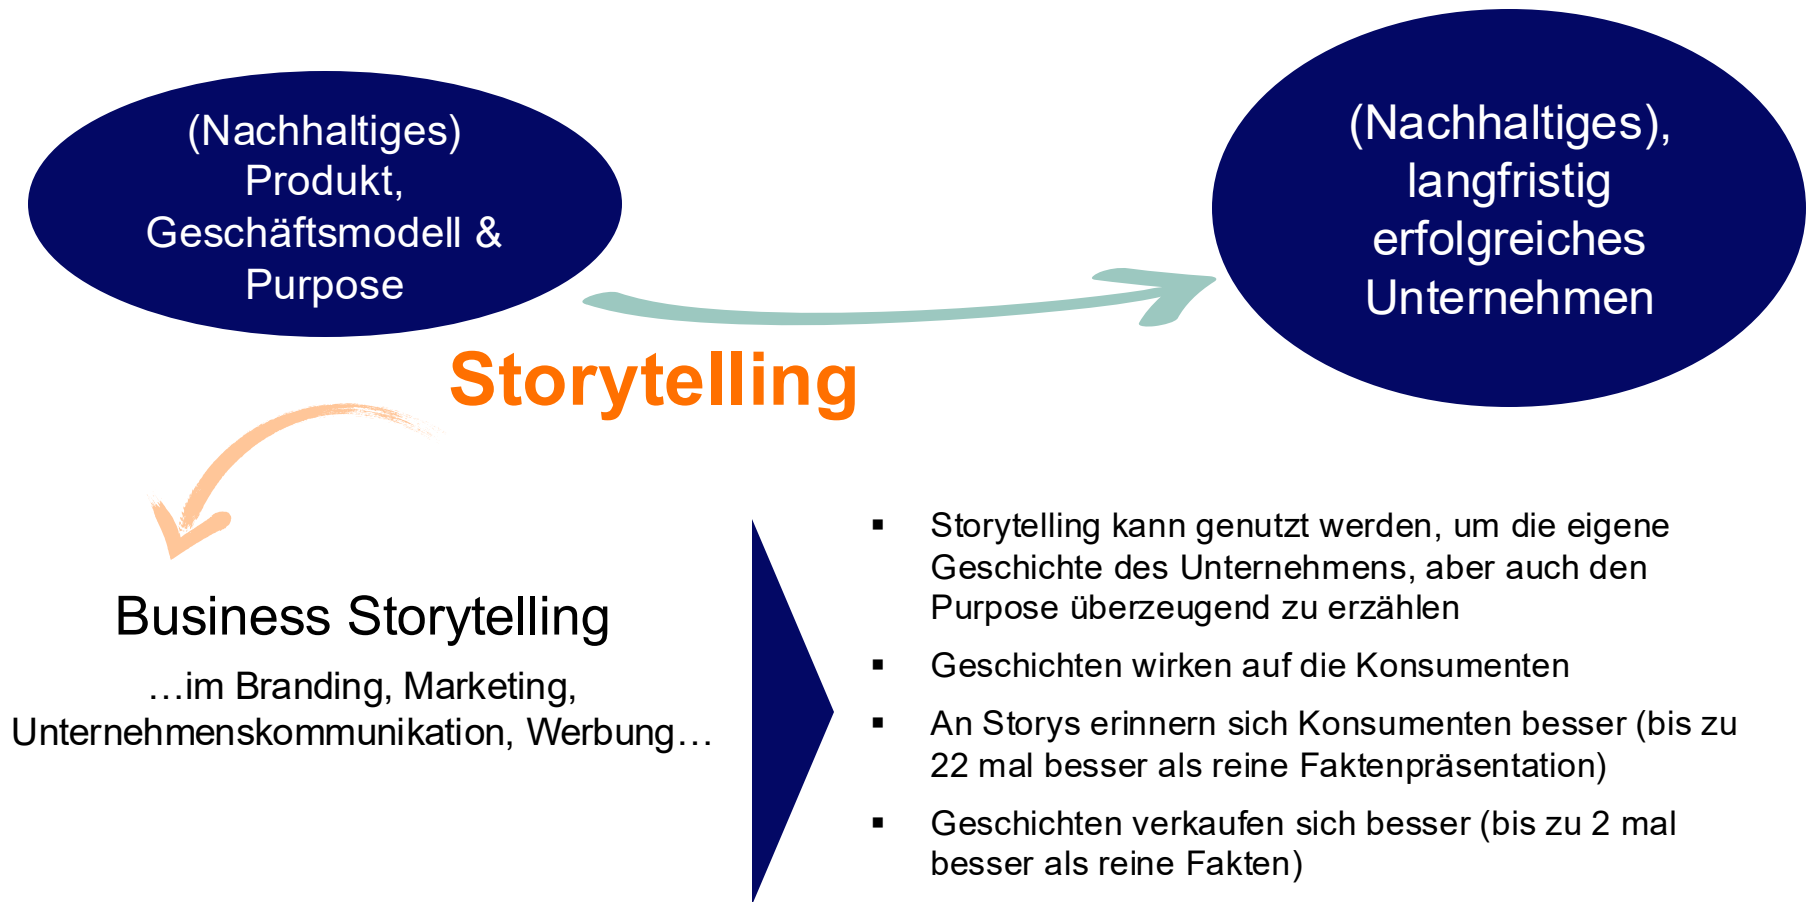 (Nachhaltiges)
Produkt,
Geschäftsmodell &
Purpose
(Nachhaltiges),
langfristig
erfolgreiches
Unternehmen
Storytelling
Business Storytelling
…im Branding, Marketing,
Unternehmenskommunikation, Werbung…
▪ Storytelling kann genutzt werden, um die eigene
Geschichte des Unternehmens, aber auch den
Purpose überzeugend zu erzählen
▪ Geschichten wirken auf die Konsumenten
▪ An Storys erinnern sich Konsumenten besser (bis zu
22 mal besser als reine Faktenpräsentation)
▪ Geschichten verkaufen sich besser (bis zu 2 mal
besser als reine Fakten)